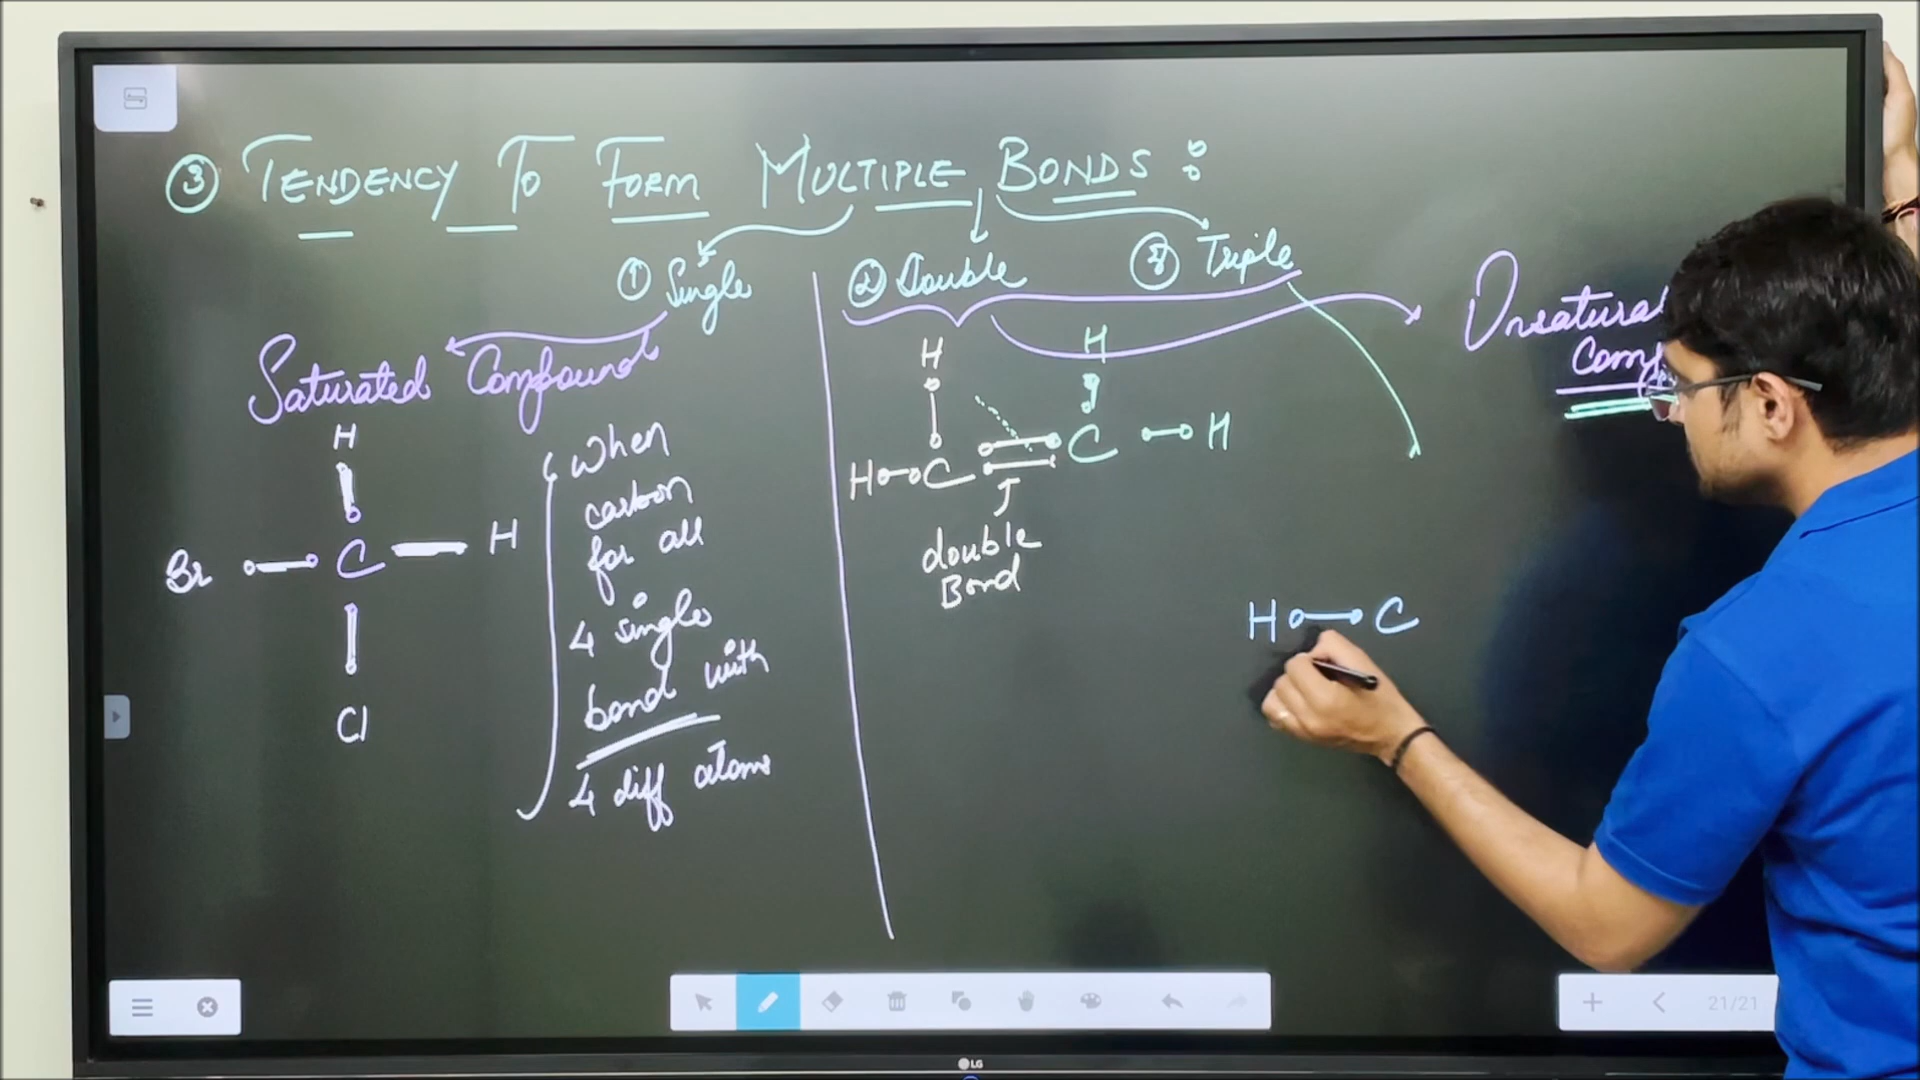 ③ TENDENCY TO FORM MULTIPLE BONDS :
① Single
② Double
③ Triple
Saturated Compound
H
Br C H
Cl
When
carbon
for all
4 single
bond with
4 diff atoms
H H
H C C H
double
Bond
Unsatura
Comp
H C
21/21
LG